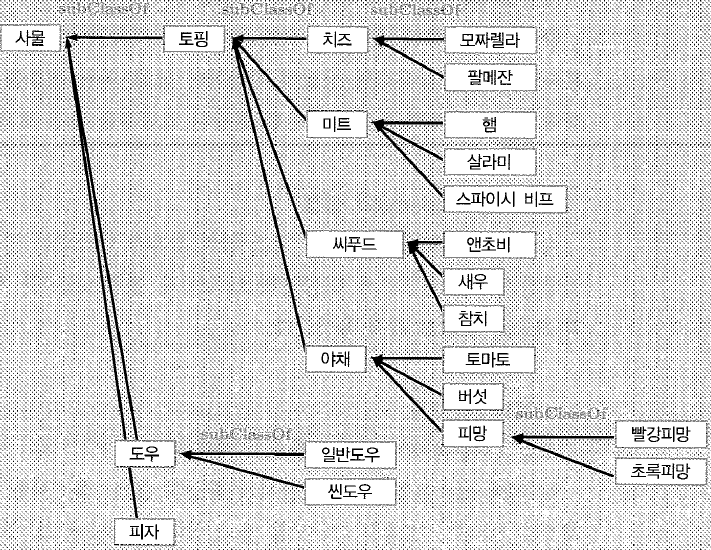 subClassOf subClassOf subClassOf
사물 토핑 치즈 모짜렐라
팔메잔
미트 햄
살라미
스파이시 비프
씨푸드 앤초비
새우
참치
야채 토마토
버섯
subClassOf
피망 빨강피망
subClassOf
도우 일반도우
초록피망
씬도우
피자